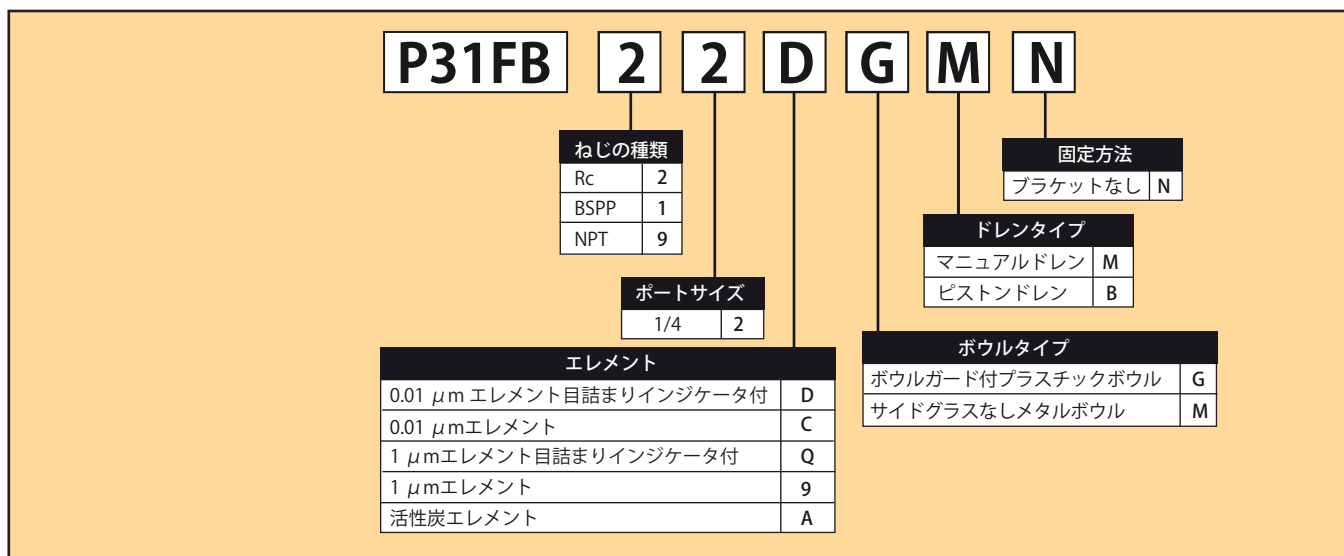 P31FB 2 2 D G M N
ねじの種類
Rc 2
BSPP 1
NPT 9
ポートサイズ
1/4 2
エレメント
0.01 μm エレメント目詰まりインジケータ付 D
0.01 μmエレメント C
1 μmエレメント目詰まりインジケータ付 Q
1 μmエレメント 9
活性炭エレメント A
固定方法
ブラケットなし N
ドレンタイプ
マニュアルドレン M
ピストンドレン B
ボウルタイプ
ボウルガード付プラスチックボウル G
サイドグラスなしメタルボウル M